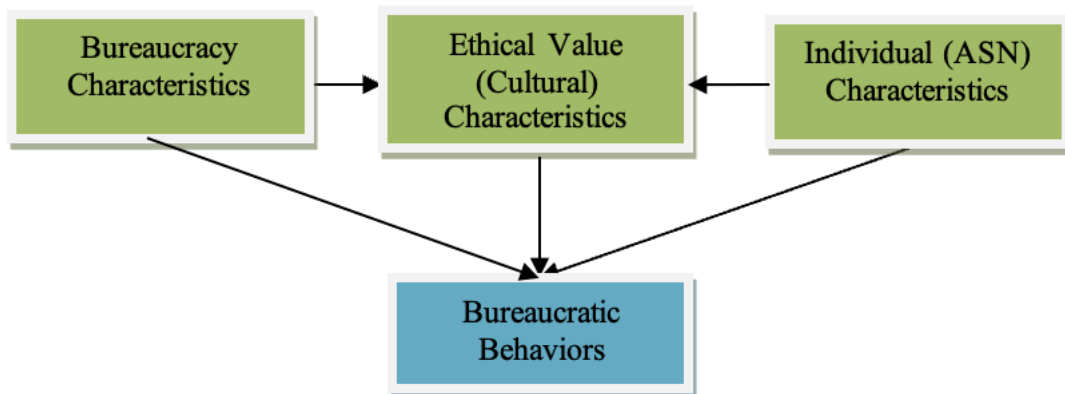 Bureaucracy
Characteristics
Ethical Value
(Cultural)
Characteristics
Individual (ASN)
Characteristics
Bureaucratic
Behaviors